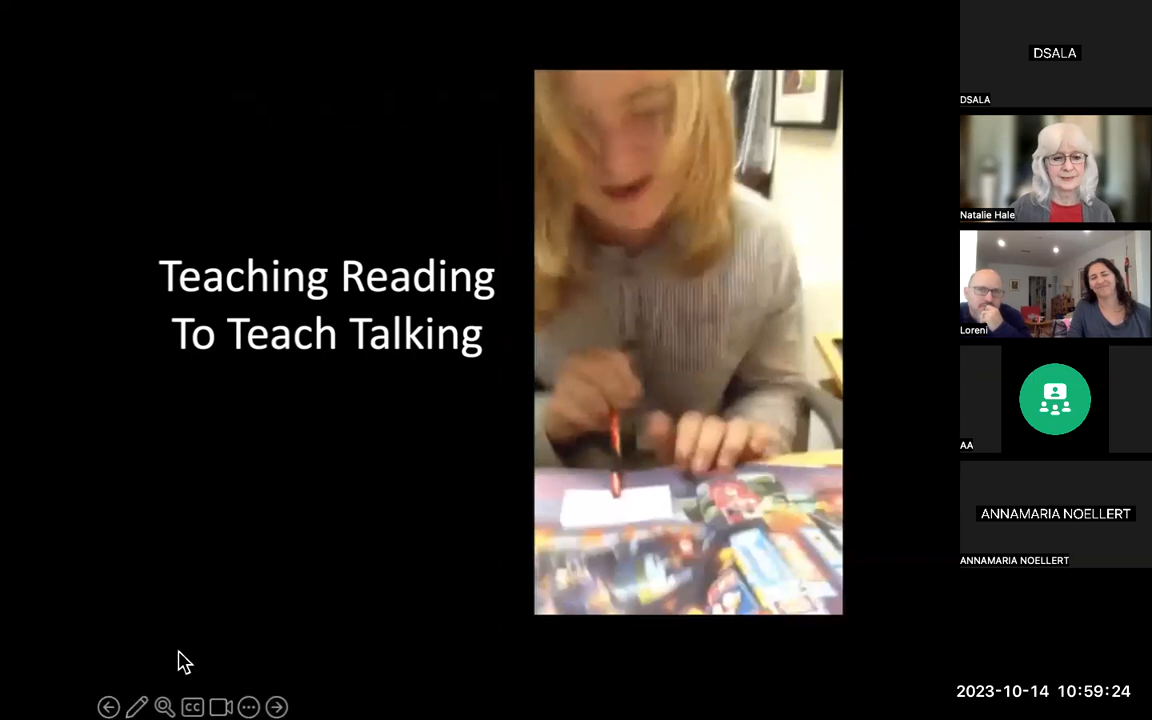 Teaching Reading
To Teach Talking
DSALA
DSALA
Natalie Hale
Loreni
AA
ANNAMARIA NOELLERT
ANNAMARIA NOELLERT
CC
2023-10-14 10:59:24